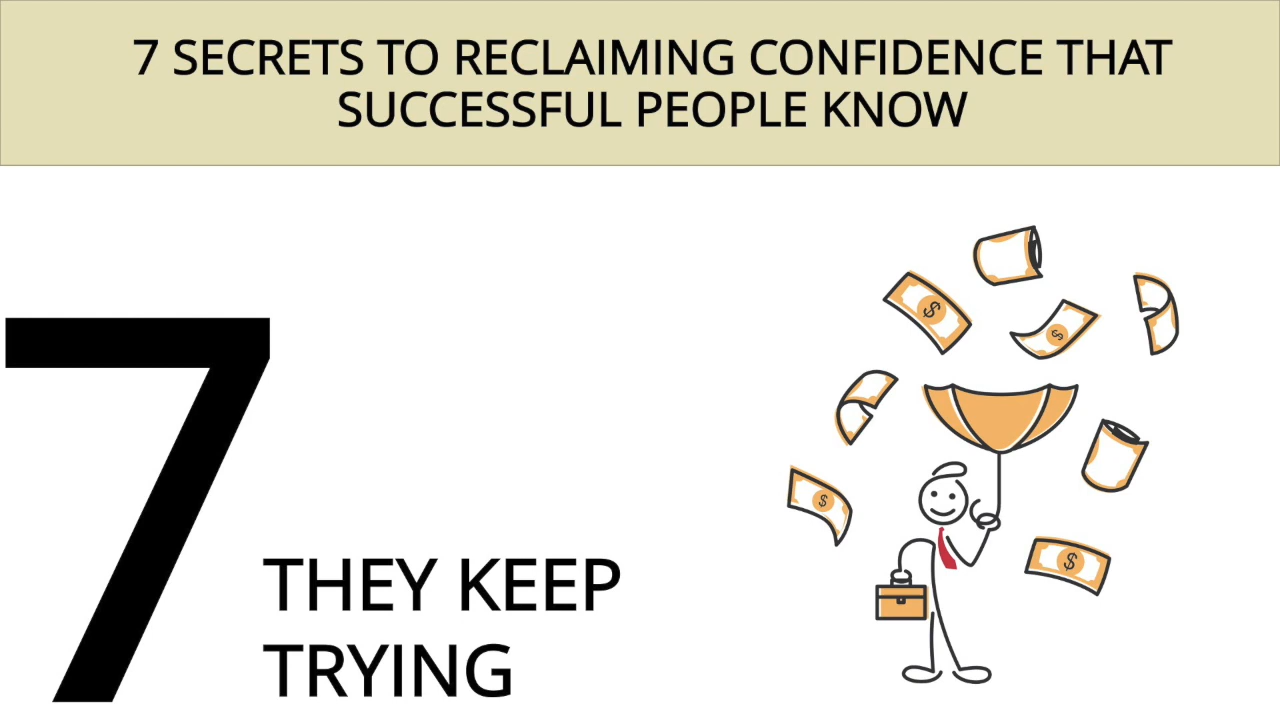 7 SECRETS TO RECLAIMING CONFIDENCE THAT
SUCCESSFUL PEOPLE KNOW
7
THEY KEEP
TRYING
$
$
$
$